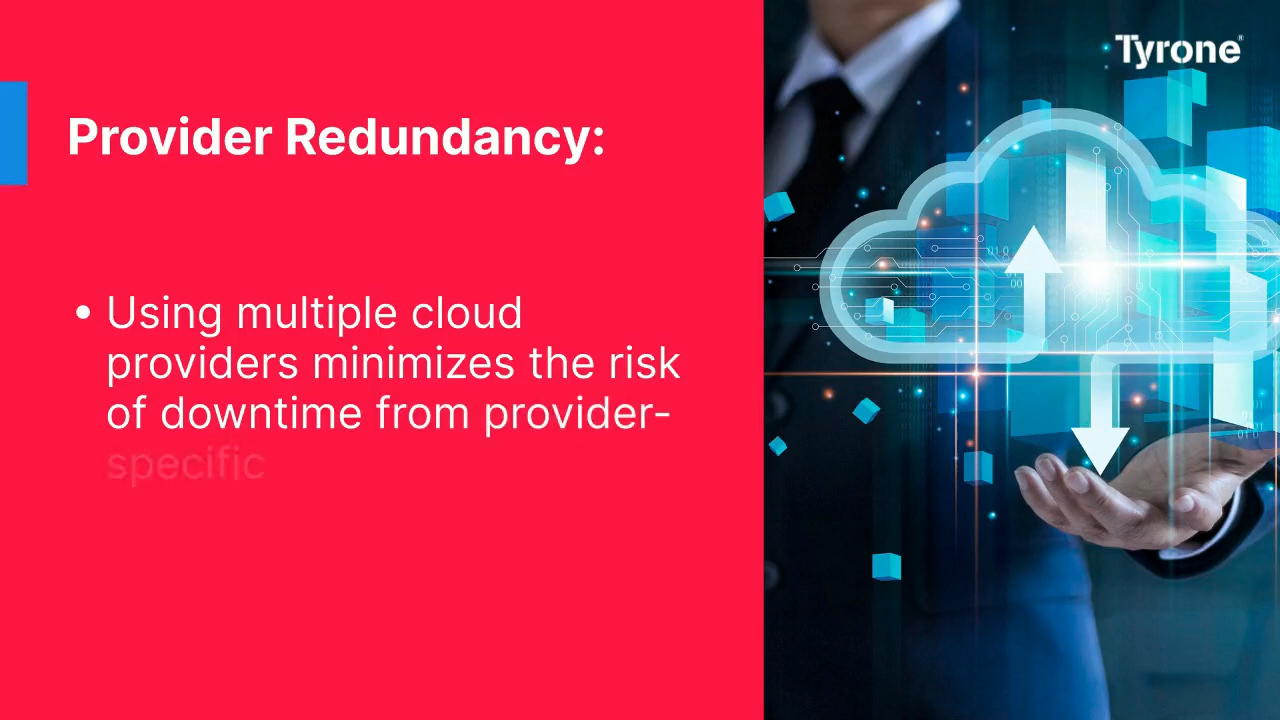 Tyrone
Provider Redundancy:
• Using multiple cloud
providers minimizes the risk
of downtime from provider-
specific